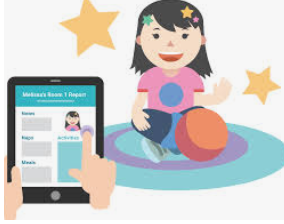 Melissa's Room 1 Report
News
Naps
Activities
Meals